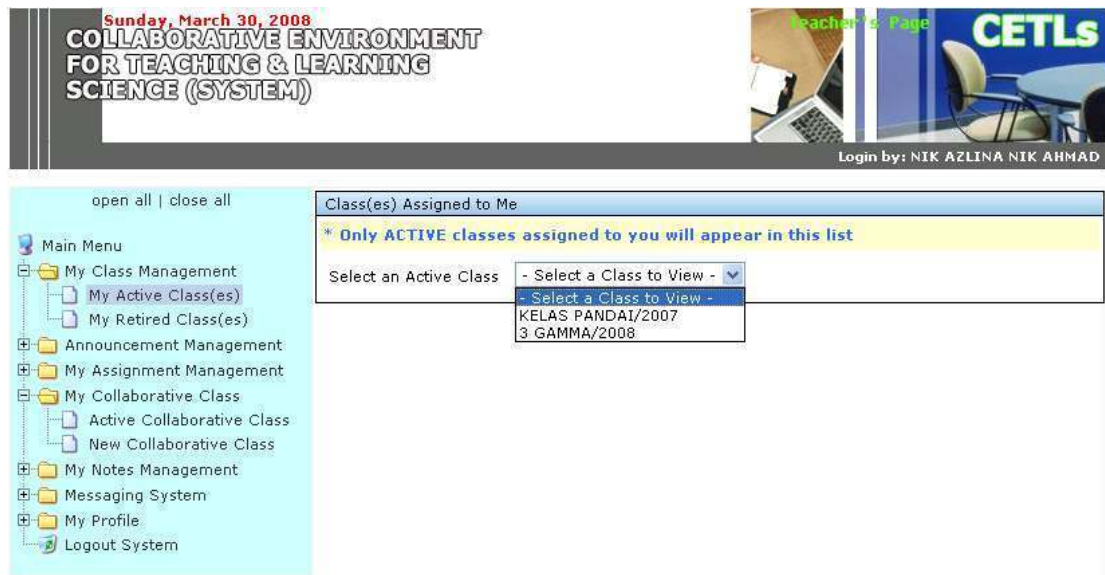 Sunday, March 30, 2008
COLLABORATIVE ENVIRONMENT
FOR TEACHING & LEARNING
SCIENCE (SYSTEM)
Teacher's Page
CETLs
Login by: NIK AZLINA NIK AHMAD
open all | close all
Main Menu
My Class Management
My Active Class(es)
My Retired Class(es)
Announcement Management
My Assignment Management
My Collaborative Class
Active Collaborative Class
New Collaborative Class
My Notes Management
Messaging System
My Profile
Logout System
Class(es) Assigned to Me
* Only ACTIVE classes assigned to you will appear in this list
Select an Active Class - Select a Class to View -
- Select a Class to View -
KELAS PANDAI/2007
3 GAMMA/2008